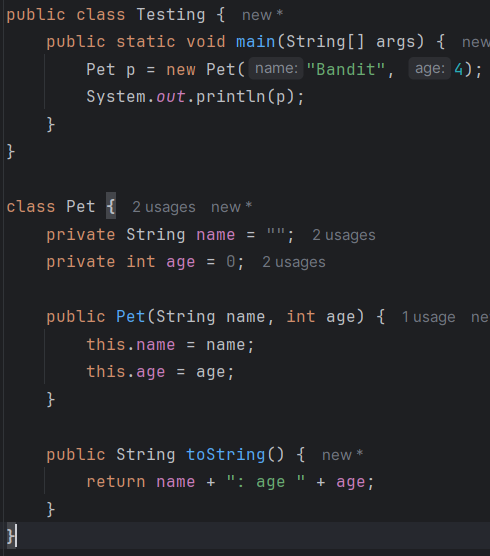 public class Testing { new *
    public static void main(String[] args) { new
        Pet p = new Pet( name: "Bandit", age: 4);
        System.out.println(p);
    }
}

class Pet { 2 usages new *
    private String name = ""; 2 usages
    private int age = 0; 2 usages

    public Pet(String name, int age) { 1 usage ne
        this.name = name;
        this.age = age;
    }

    public String toString() { new *
        return name + ": age " + age;
    }
}